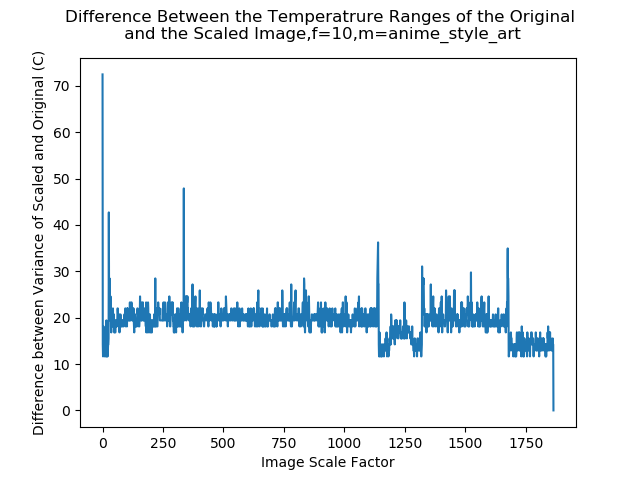 Difference Between the Temperatrure Ranges of the Original
and the Scaled Image,f=10,m=anime_style_art
Difference between Variance of Scaled and Original (C)
70
60
50
40
30
20
10
0
0 250 500 750 1000 1250 1500 1750
Image Scale Factor